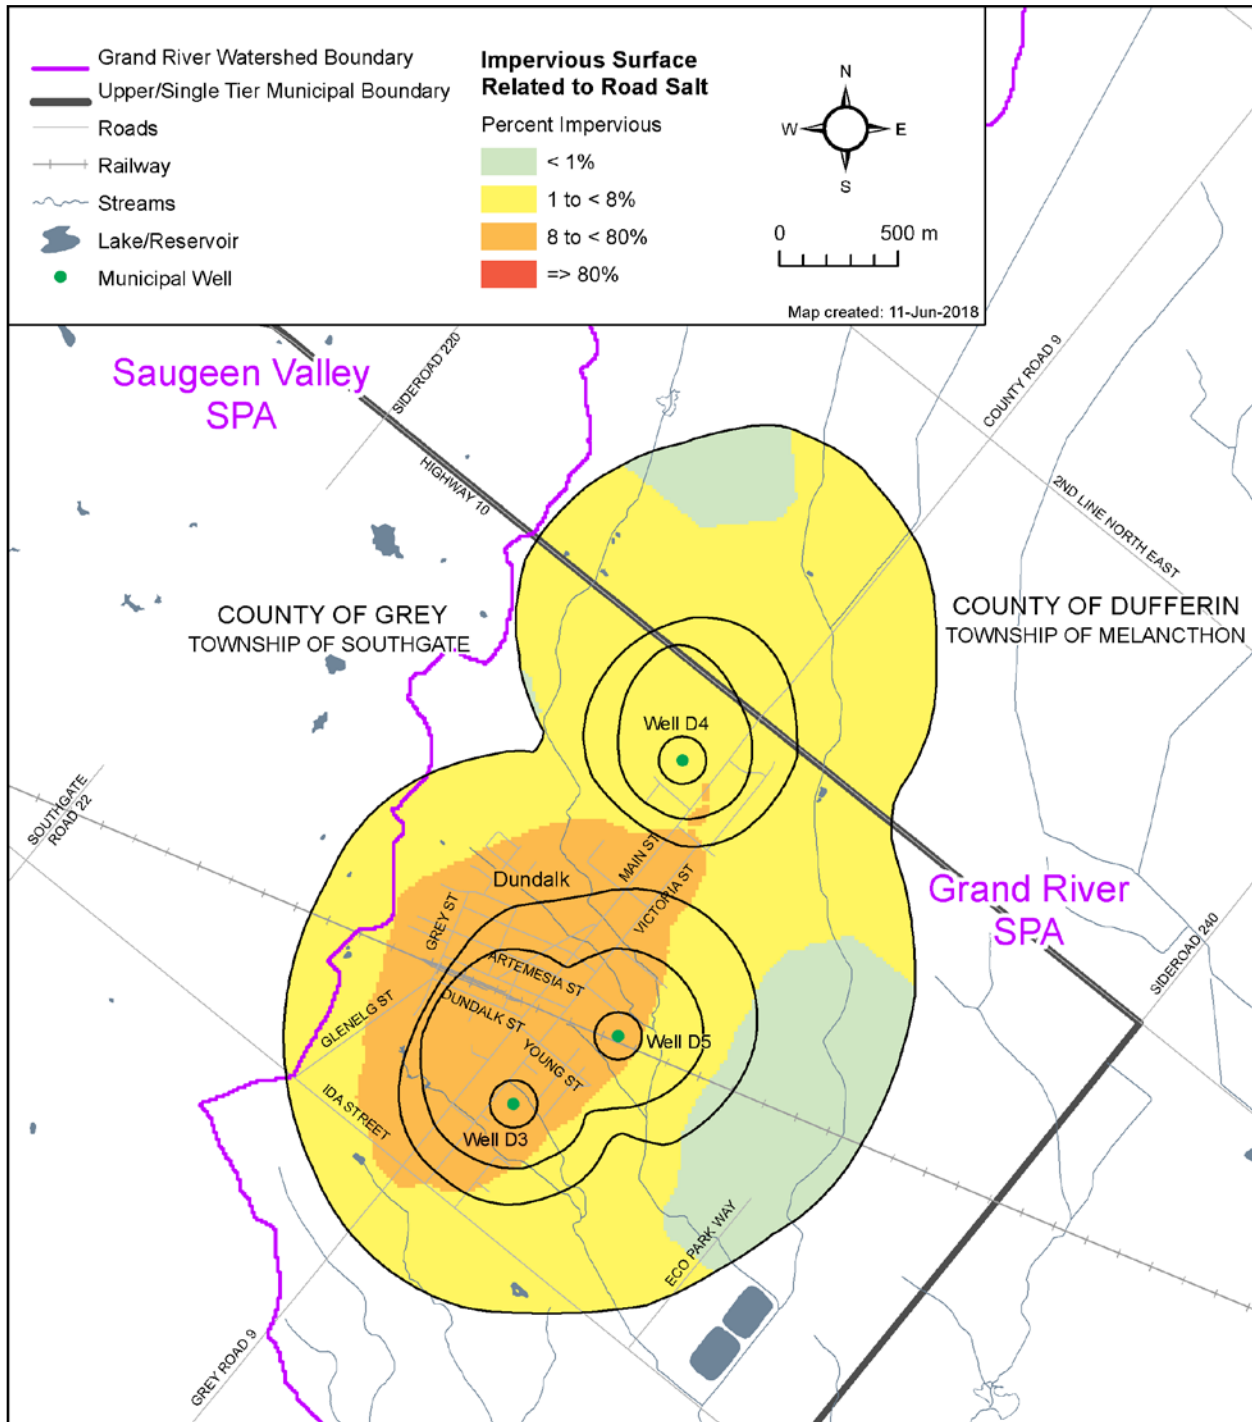 Grand River Watershed Boundary
Upper/Single Tier Municipal Boundary
Roads
Railway
Streams
Lake/Reservoir
Municipal Well
Impervious Surface
Related to Road Salt
Percent Impervious
< 1%
1 to < 8%
8 to < 80%
=> 80%
N
W
E
S
0
500 m
Map created: 11-Jun-2018
Saugeen Valley
SPA
SIDEROAD 220
HIGHWAY 10
COUNTY ROAD 9
2ND LINE NORTH EAST
COUNTY OF GREY
TOWNSHIP OF SOUTHGATE
COUNTY OF DUFFERIN
TOWNSHIP OF MELANCTHON
Well D4
SOUTHGATE
ROAD 22
MAIN ST
VICTORIA ST
Dundalk
GREY ST
Grand River
SPA
SIDEROAD 240
ARTEMESIA ST
DUNDALK ST
GLENELG ST
YOUNG ST
Well D5
IDA STREET
Well D3
ECO PARK WAY
GREY ROAD 9